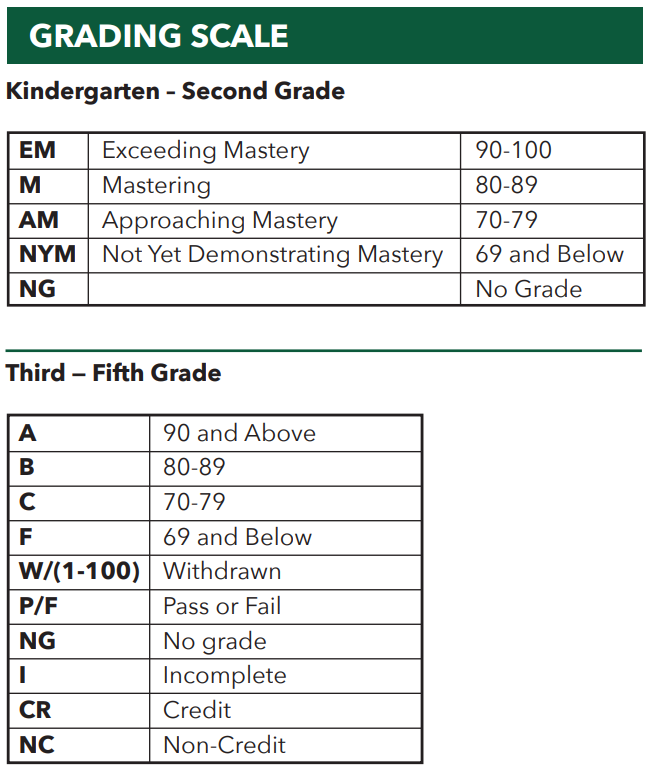 GRADING SCALE
Kindergarten – Second Grade
EM Exceeding Mastery 90-100
M Mastering 80-89
AM Approaching Mastery 70-79
NYM Not Yet Demonstrating Mastery 69 and Below
NG No Grade
Third — Fifth Grade
A 90 and Above
B 80-89
C 70-79
F 69 and Below
W/(1-100) Withdrawn
P/F Pass or Fail
NG No grade
I Incomplete
CR Credit
NC Non-Credit